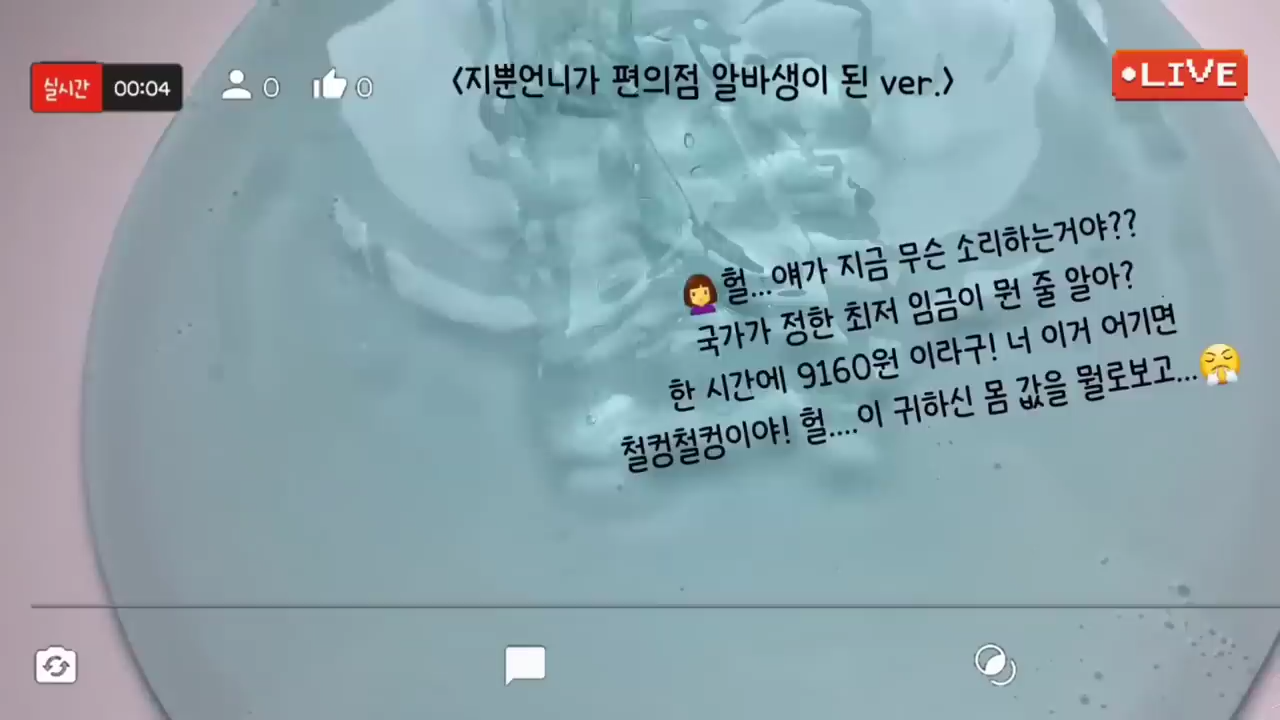 실시간 00:04 0 0
<지뿐언니가 편의점 알바생이 된 ver.>
LIVE
헐...얘가 지금 무슨 소리하는거야??
국가가 정한 최저 임금이 뭔 줄 알아?
한 시간에 9160원 이라구! 너 이거 어기면
철컹철컹이야! 헐....이 귀하신 몸 값을 뭘로보고...